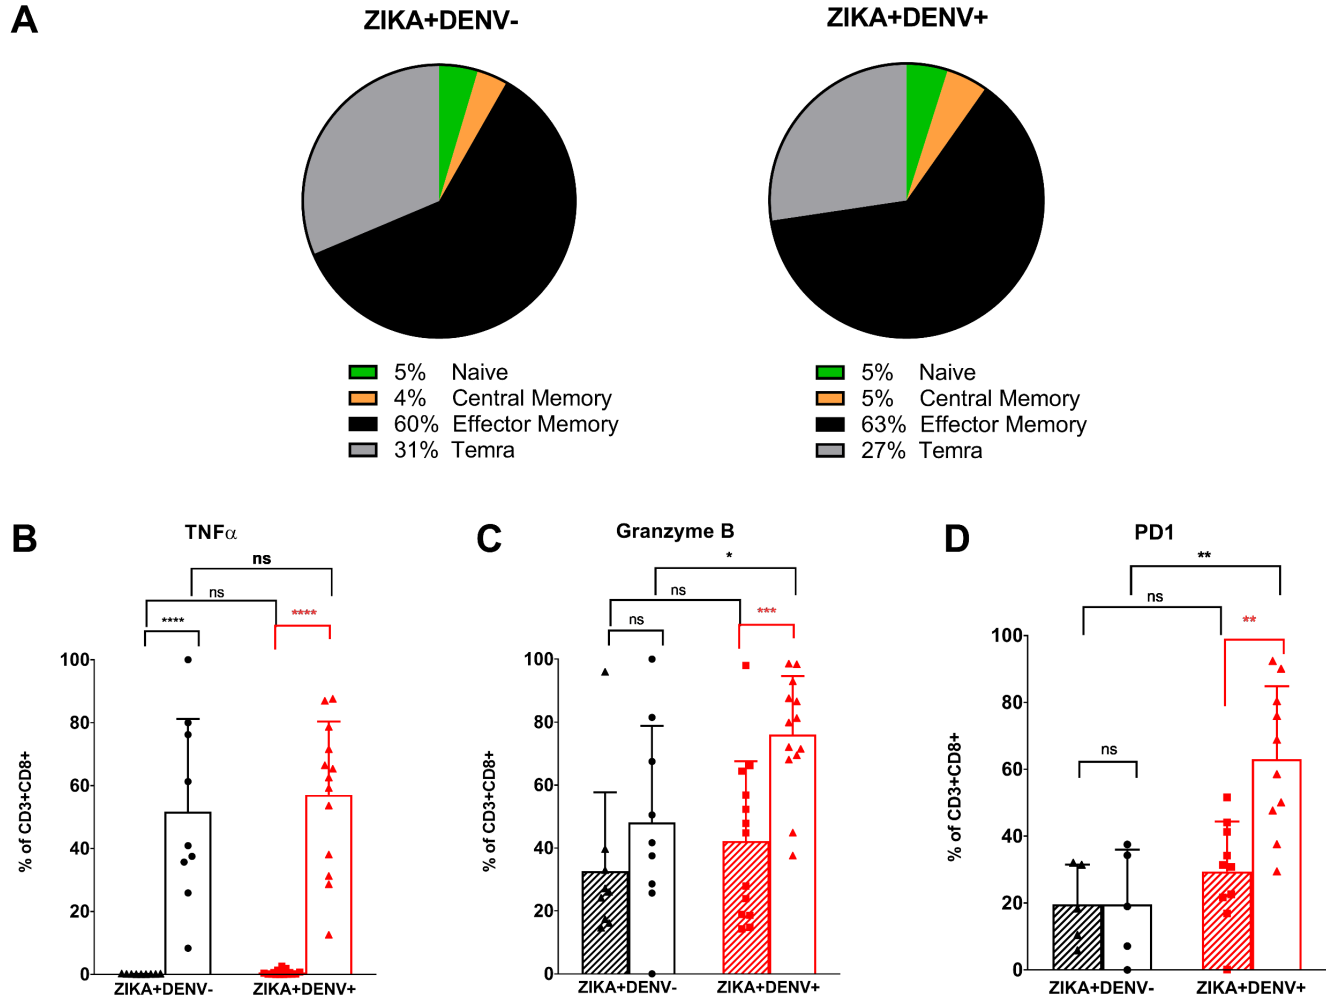 A
ZIKA+DENV-
ZIKA+DENV+
5% Naive
4% Central Memory
60% Effector Memory
31% Temra
5% Naive
5% Central Memory
63% Effector Memory
27% Temra
B
TNFα
ns
ns
****
****
% of CD3+CD8+
100
80
60
40
20
0
ZIKA+DENV-
ZIKA+DENV+
C
Granzyme B
*
ns
***
ns
% of CD3+CD8+
100
80
60
40
20
0
ZIKA+DENV-
ZIKA+DENV+
D
PD1
**
ns
**
ns
% of CD3+CD8+
100
80
60
40
20
0
ZIKA+DENV-
ZIKA+DENV+